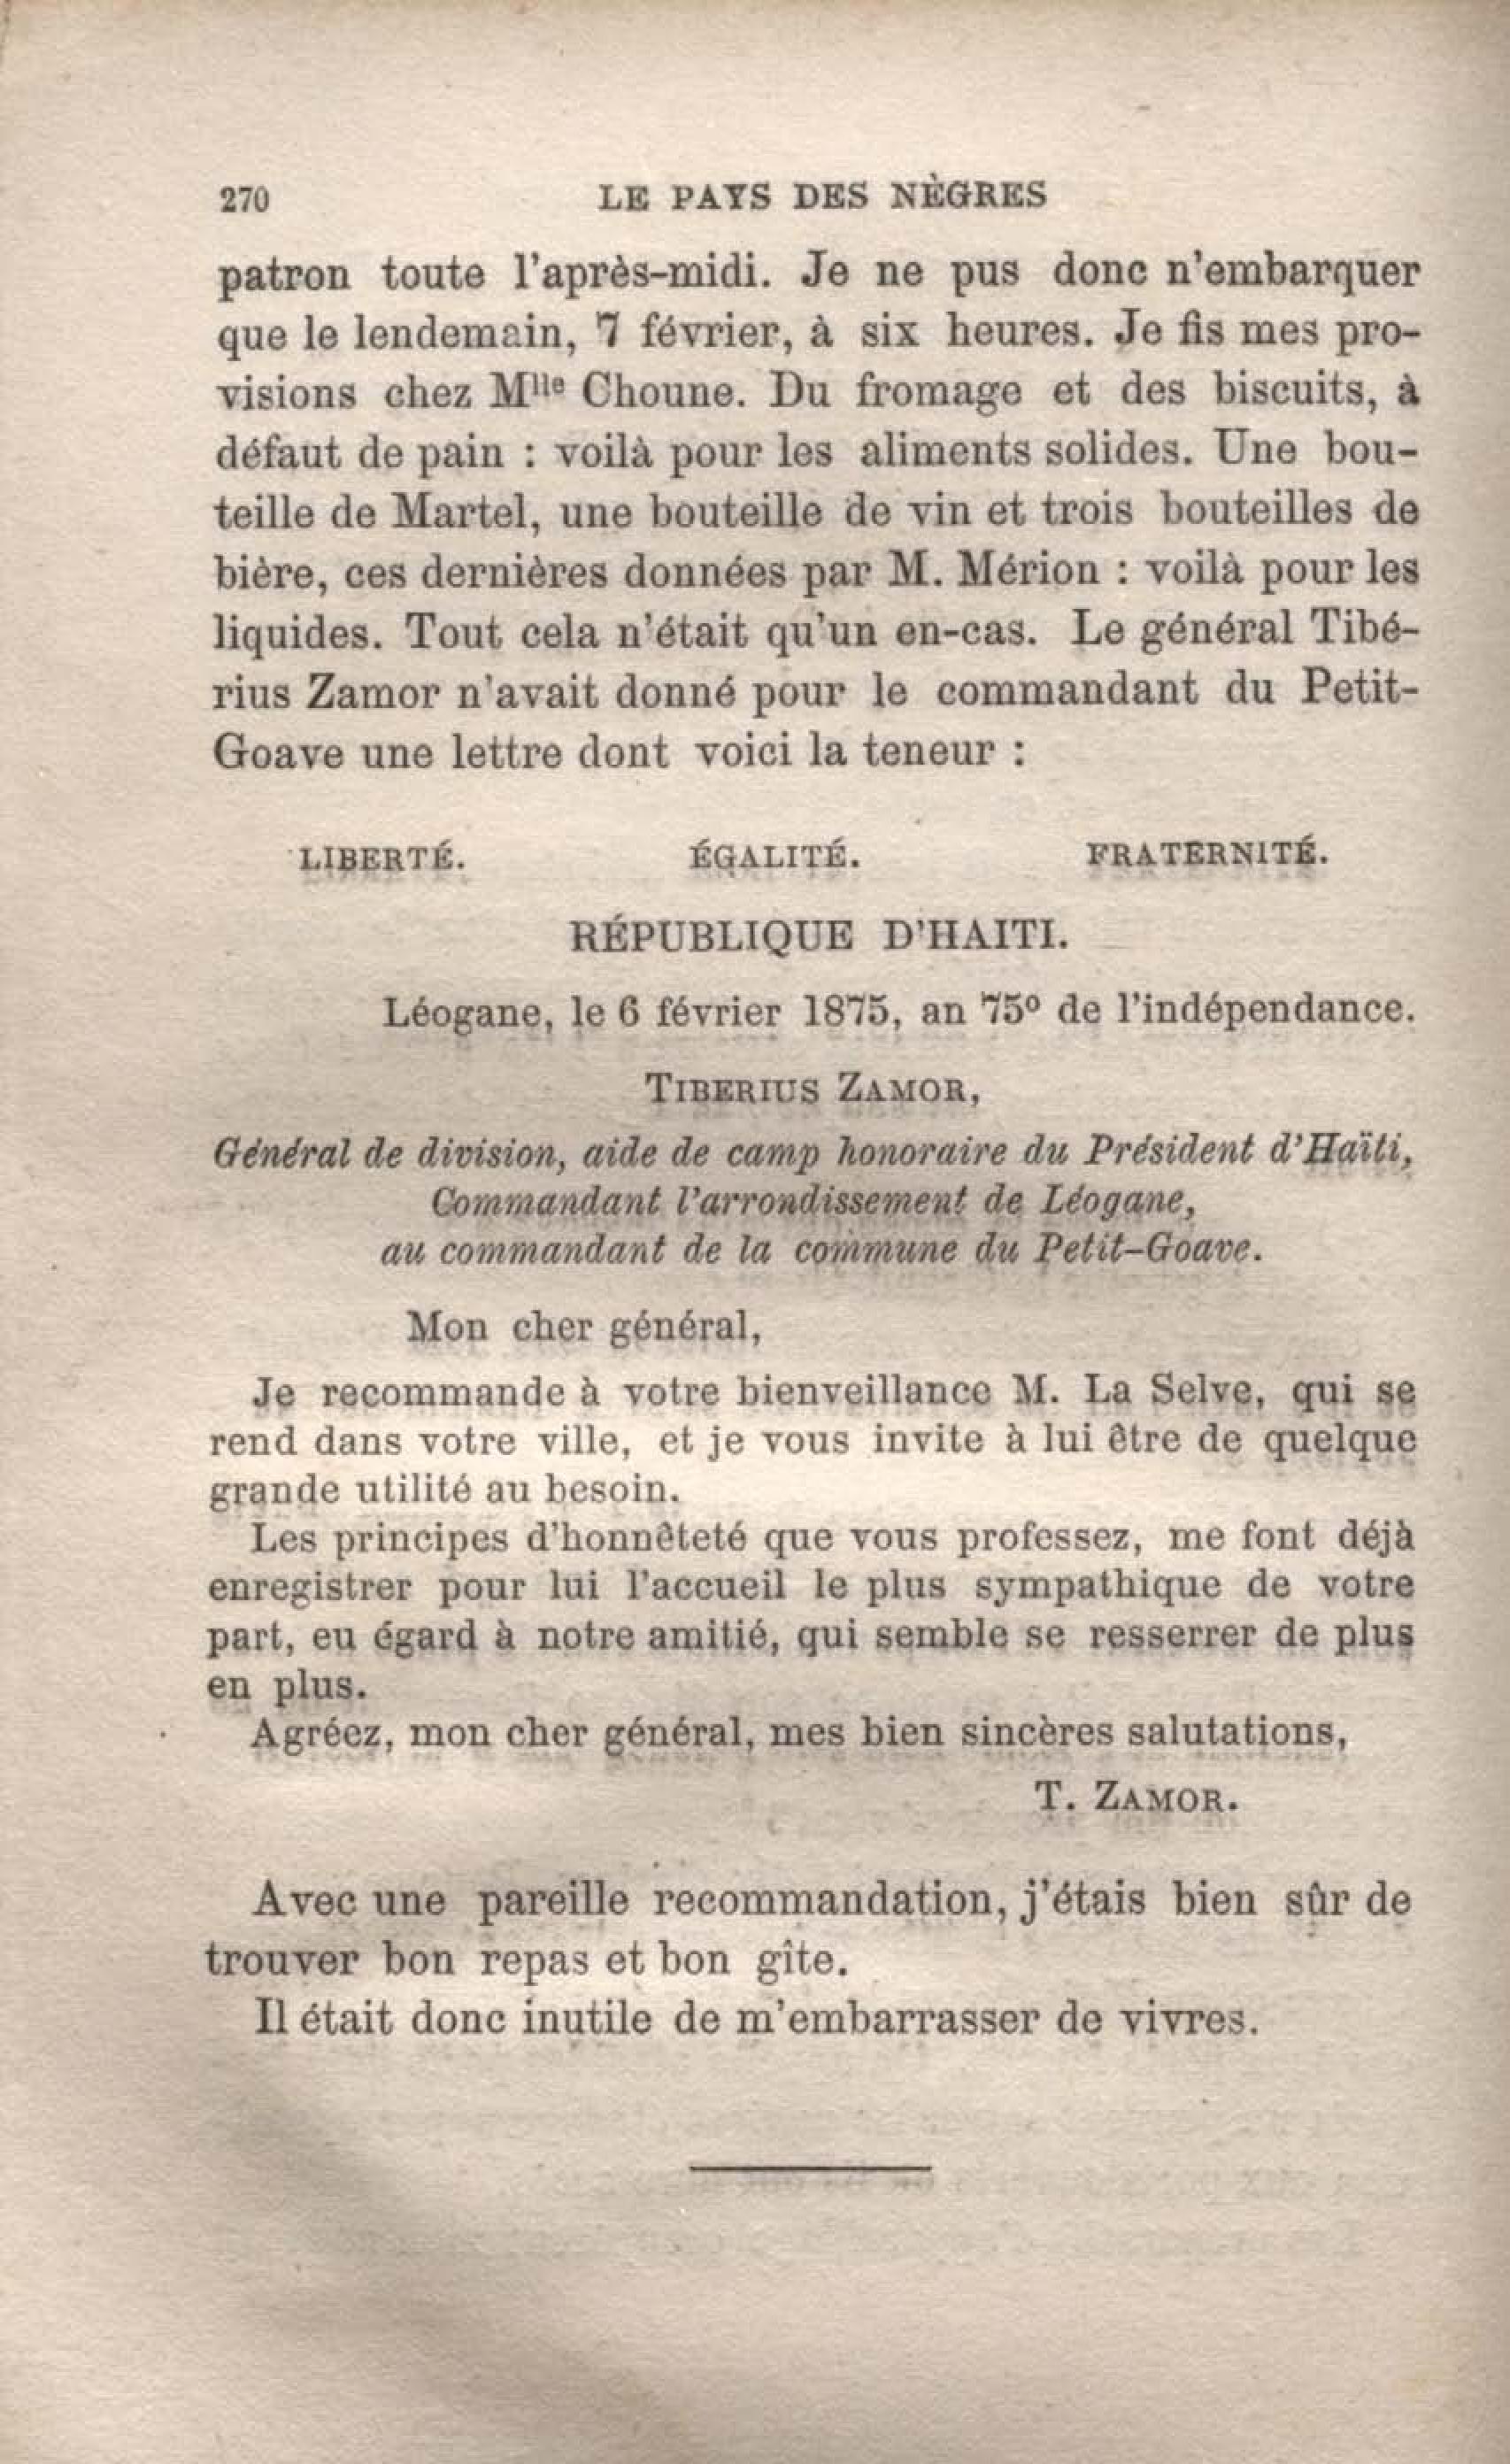 270 LE PAYS DES NÈGRES
patron toute l'après-midi. Je ne pus donc n'embarquer
que le lendemain, 7 février, à six heures. Je fis mes pro-
visions chez Mlle Choune. Du fromage et des biscuits, à
défaut de pain : voilà pour les aliments solides. Une bou-
teille de Martel, une bouteille de vin et trois bouteilles de
bière, ces dernières données par M. Mérion : voilà pour les
liquides. Tout cela n'était qu'un en-cas. Le général Tibé-
rius Zamor n'avait donné pour le commandant du Petit-
Goave une lettre dont voici la teneur :
LIBERTÉ. ÉGALITÉ. FRATERNITÉ.
RÉPUBLIQUE D'HAITI.
Léogane, le 6 février 1875, an 75º de l'indépendance.
TIBERIUS ZAMOR,
Général de division, aide de camp honoraire du Président d'Haïti,
Commandant l'arrondissement de Léogane,
au commandant de la commune du Petit-Goave.
Mon cher général,
Je recommande à votre bienveillance M. La Selve, qui se
rend dans votre ville, et je vous invite à lui être de quelque
grande utilité au besoin.
Les principes d'honnêteté que vous professez, me font déjà
enregistrer pour lui l'accueil le plus sympathique de votre
part, eu égard à notre amitié, qui semble se resserrer de plus
en plus.
Agréez, mon cher général, mes bien sincères salutations,
T. ZAMOR.
Avec une pareille recommandation, j'étais bien sûr de
trouver bon repas et bon gîte.
Il était donc inutile de m'embarrasser de vivres.